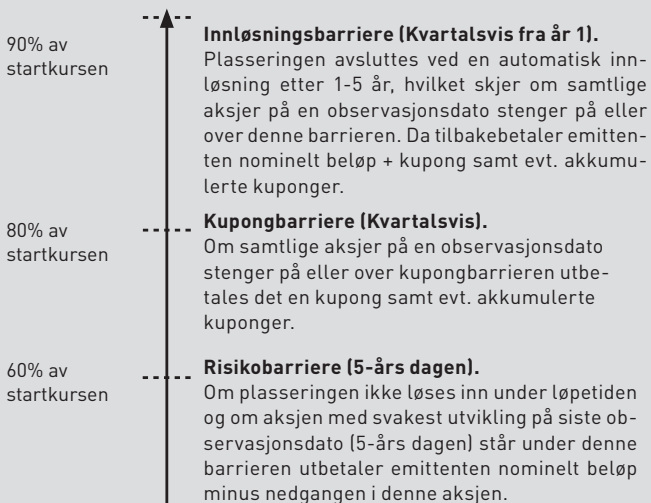 90% av
startkursen
Innløsningsbarriere (Kvartalsvis fra år 1).
Plasseringen avsluttes ved en automatisk inn-
løsning etter 1-5 år, hvilket skjer om samtlige
aksjer på en observasjonsdato stenger på eller
over denne barrieren. Da tilbakebetaler emitten-
ten nominelt beløp + kupong samt evt. akkumu-
lerte kuponger.
80% av
startkursen
Kupongbarriere (Kvartalsvis).
Om samtlige aksjer på en observasjonsdato
stenger på eller over kupongbarrieren utbe-
tales det en kupong samt evt. akkumulerte
kuponger.
60% av
startkursen
Risikobarriere (5-års dagen).
Om plasseringen ikke løses inn under løpetiden
og om aksjen med svakest utvikling på siste ob-
servasjonsdato (5-års dagen) står under denne
barrieren utbetaler emittenten nominelt beløp
minus nedgangen i denne aksjen.